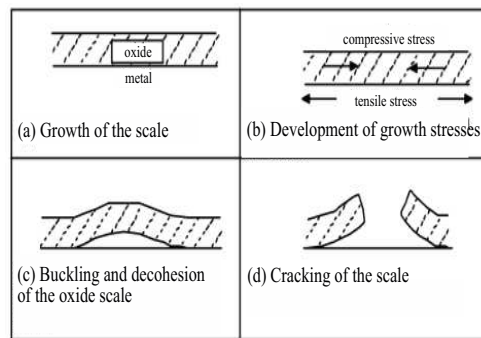 oxide
metal
(a) Growth of the scale
compressive stress
tensile stress
(b) Development of growth stresses
(c) Buckling and decohesion
of the oxide scale
(d) Cracking of the scale